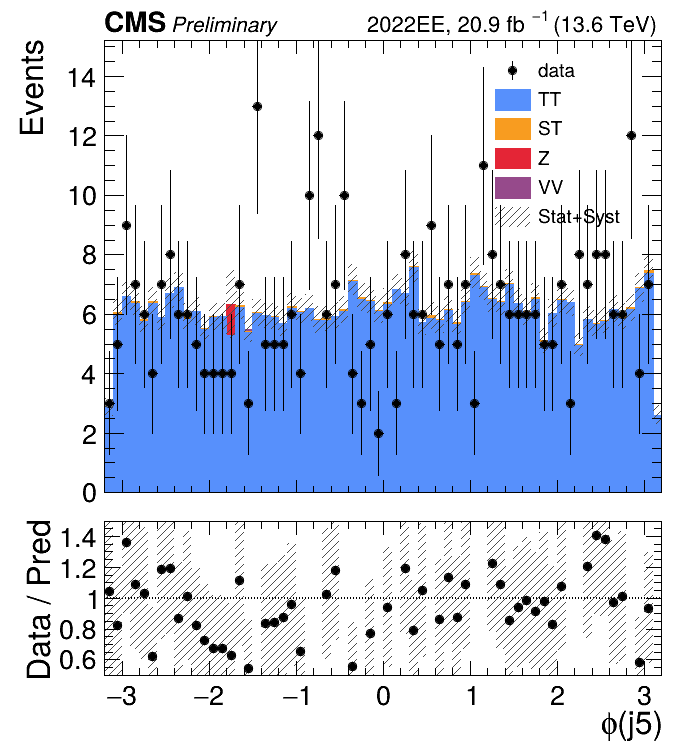 CMS Preliminary 2022EE, 20.9 fb⁻¹ (13.6 TeV)
Events
14
12
10
8
6
4
2
0
data
TT
ST
Z
VV
Stat+Syst
Data / Pred
1.4
1.2
1
0.8
0.6
−3 −2 −1 0 1 2 3
ϕ(j5)